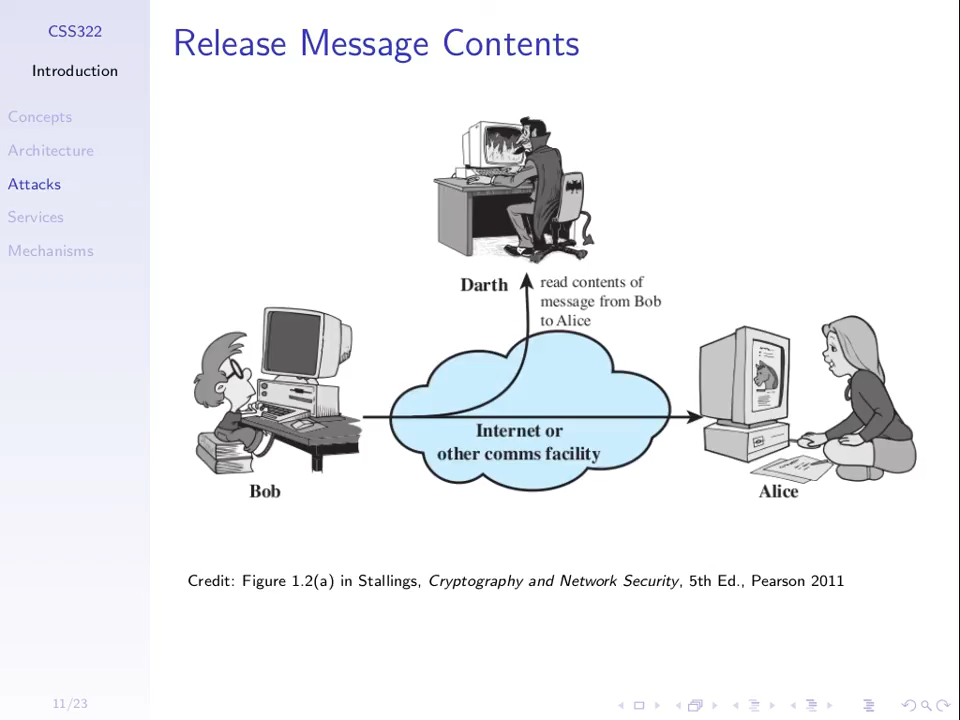 CSS322
Introduction
Concepts
Architecture
Attacks
Services
Mechanisms
Release Message Contents
Darth
read contents of
message from Bob
to Alice
Internet or
other comms facility
Bob
Alice
Credit: Figure 1.2(a) in Stallings, Cryptography and Network Security, 5th Ed., Pearson 2011
11/23